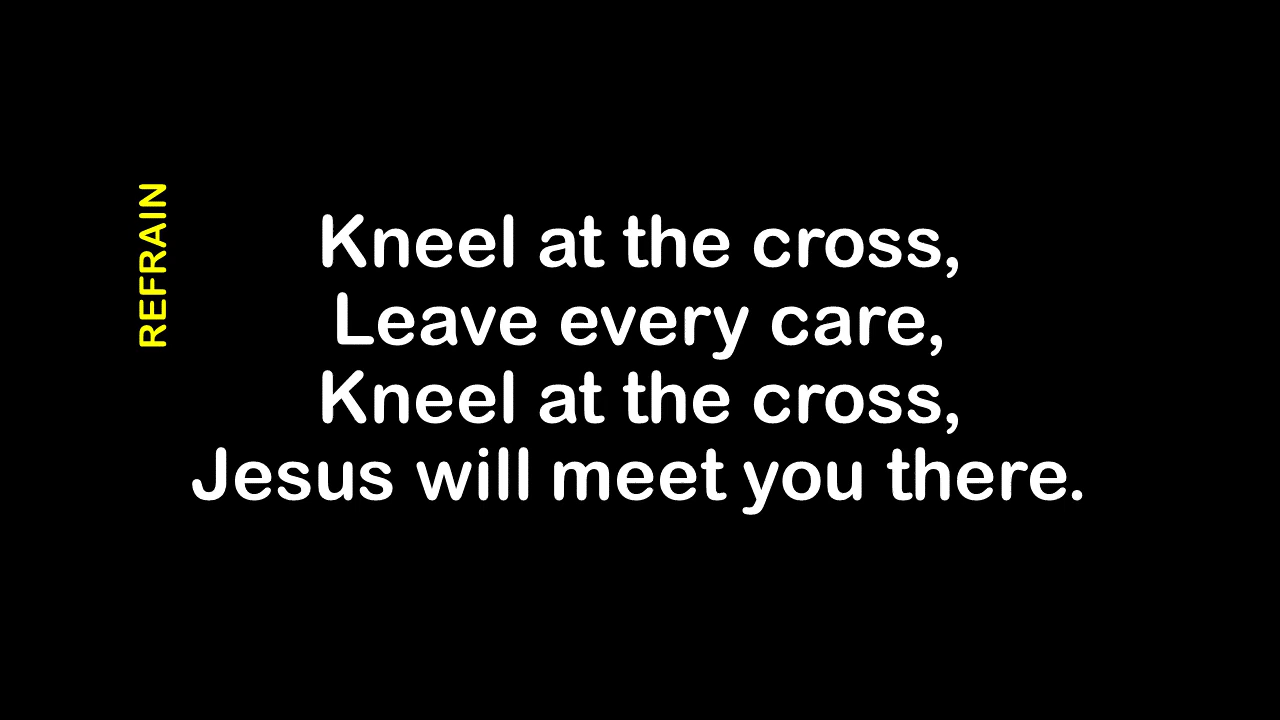 REFRAIN
Kneel at the cross,
Leave every care,
Kneel at the cross,
Jesus will meet you there.